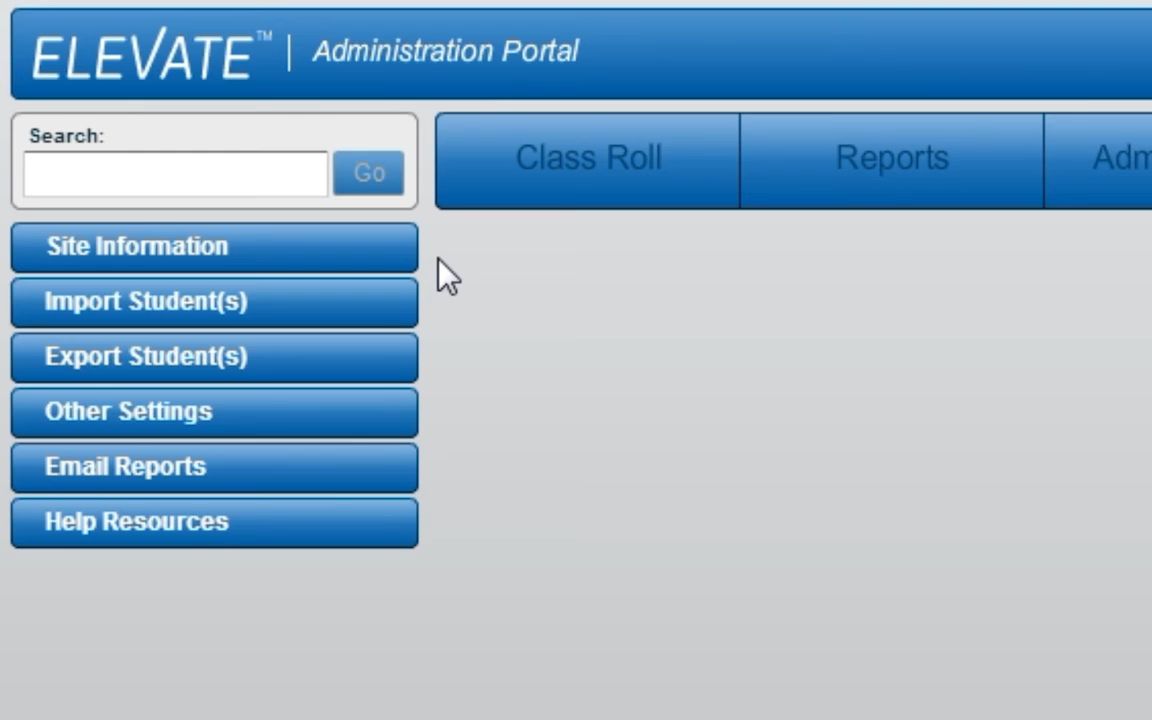 ELEVATE™ | Administration Portal
Search:
Go
Class Roll
Reports
Site Information
Import Student(s)
Export Student(s)
Other Settings
Email Reports
Help Resources